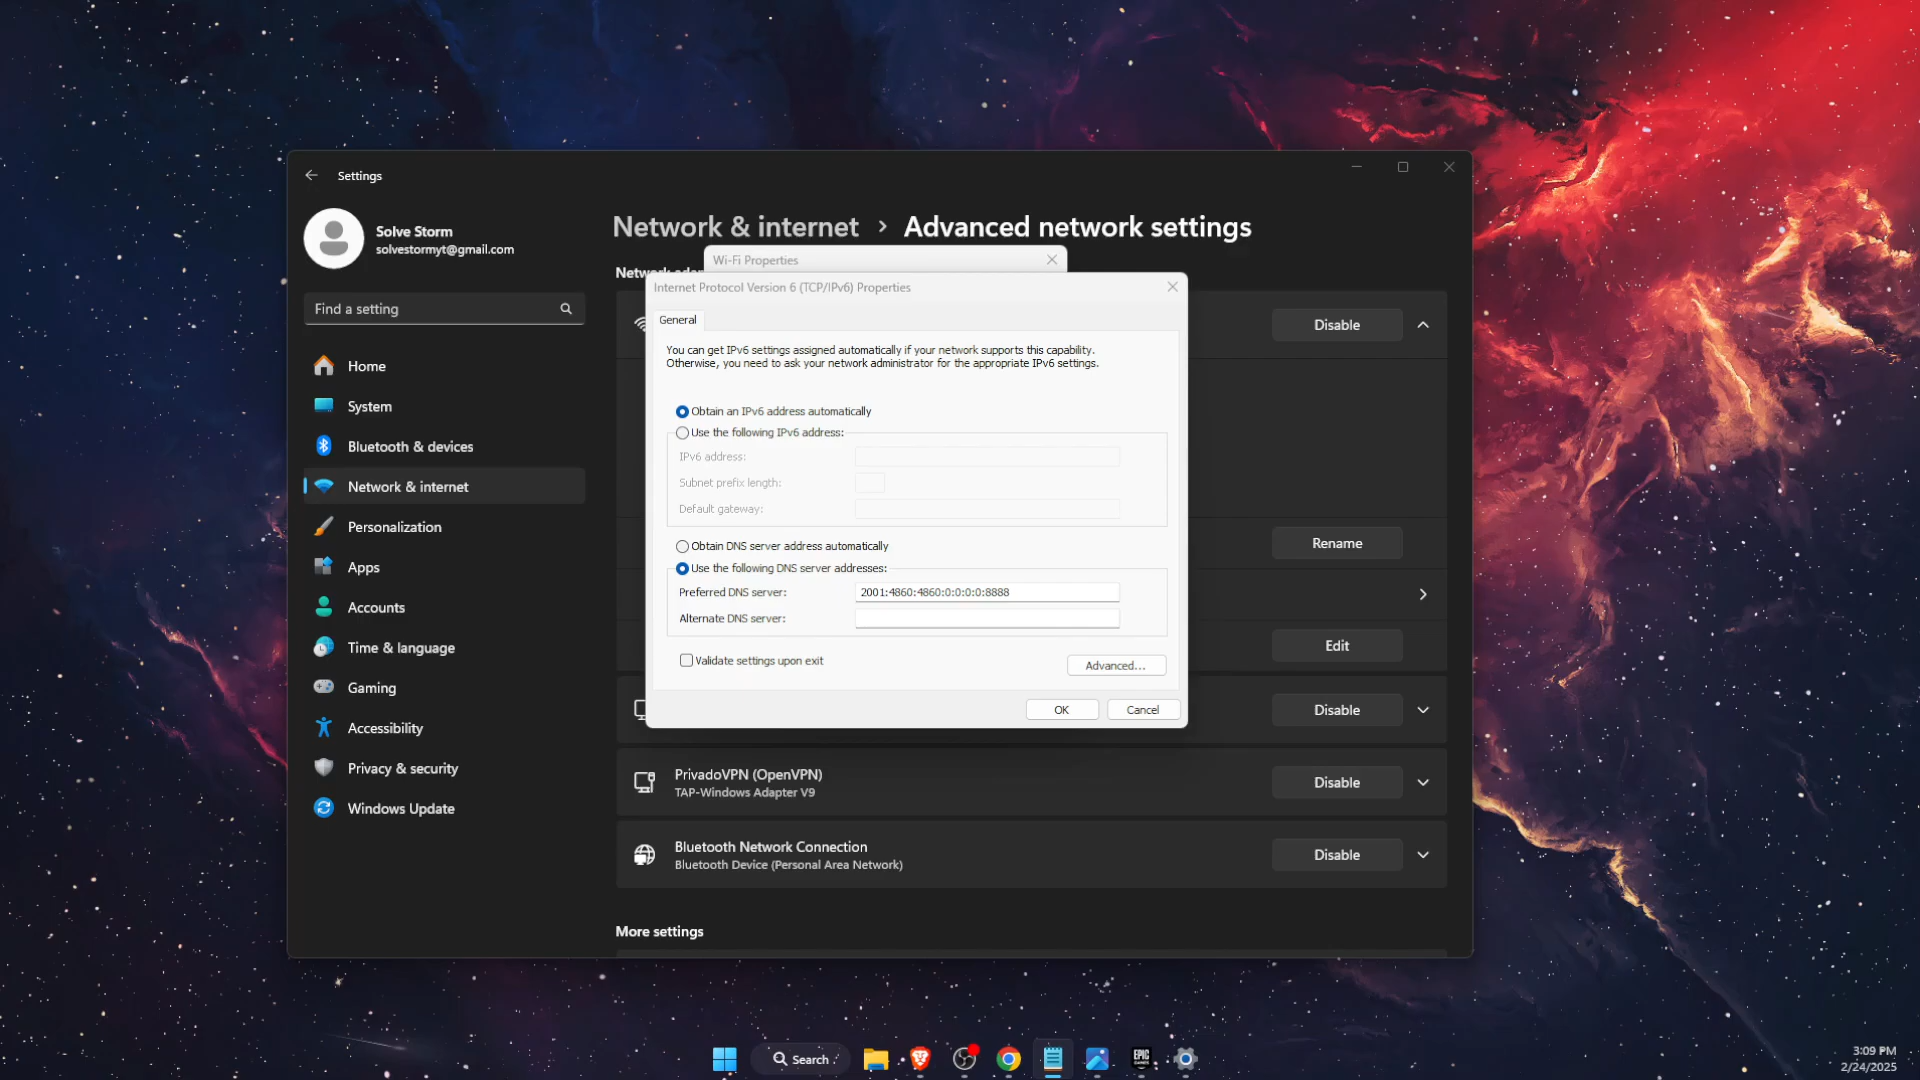 Settings
Solve Storm
solvestormyt@gmail.com
Find a setting
Home
System
Bluetooth & devices
Network & internet
Personalization
Apps
Accounts
Time & language
Gaming
Accessibility
Privacy & security
Windows Update
Network & internet > Advanced network settings
Wi-Fi Properties
Internet Protocol Version 6 (TCP/IPv6) Properties
General
You can get IPv6 settings assigned automatically if your network supports this capability.
Otherwise, you need to ask your network administrator for the appropriate IPv6 settings.
Obtain an IPv6 address automatically
Use the following IPv6 address:
IPv6 address:
Subnet prefix length:
Default gateway:
Obtain DNS server address automatically
Use the following DNS server addresses:
Preferred DNS server: 2001:4860:4860:0:0:0:0:8888
Alternate DNS server:
Validate settings upon exit
Advanced...
OK
Cancel
Disable
Rename
Edit
Disable
PrivadoVPN (OpenVPN)
TAP-Windows Adapter V9
Disable
Bluetooth Network Connection
Bluetooth Device (Personal Area Network)
Disable
More settings
Search
EPIC
GAMES
3:09 PM
2/24/2025